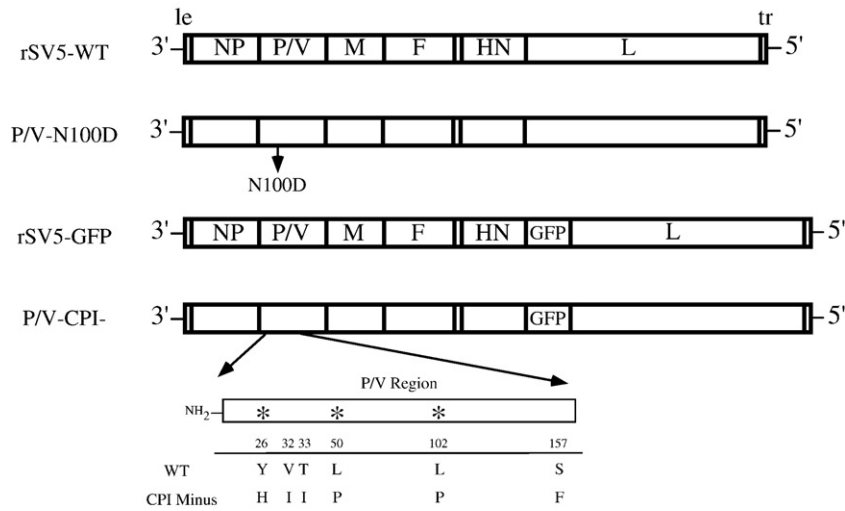 le tr
rSV5-WT 3' NP P/V M F HN L 5'
P/V-N100D 3' 5'
N100D
rSV5-GFP 3' NP P/V M F HN GFP L 5'
P/V-CPI- 3' GFP 5'
P/V Region
NH2 * * *
26 32 33 50 102 157
WT Y V T L L S
CPI Minus H I I P P F